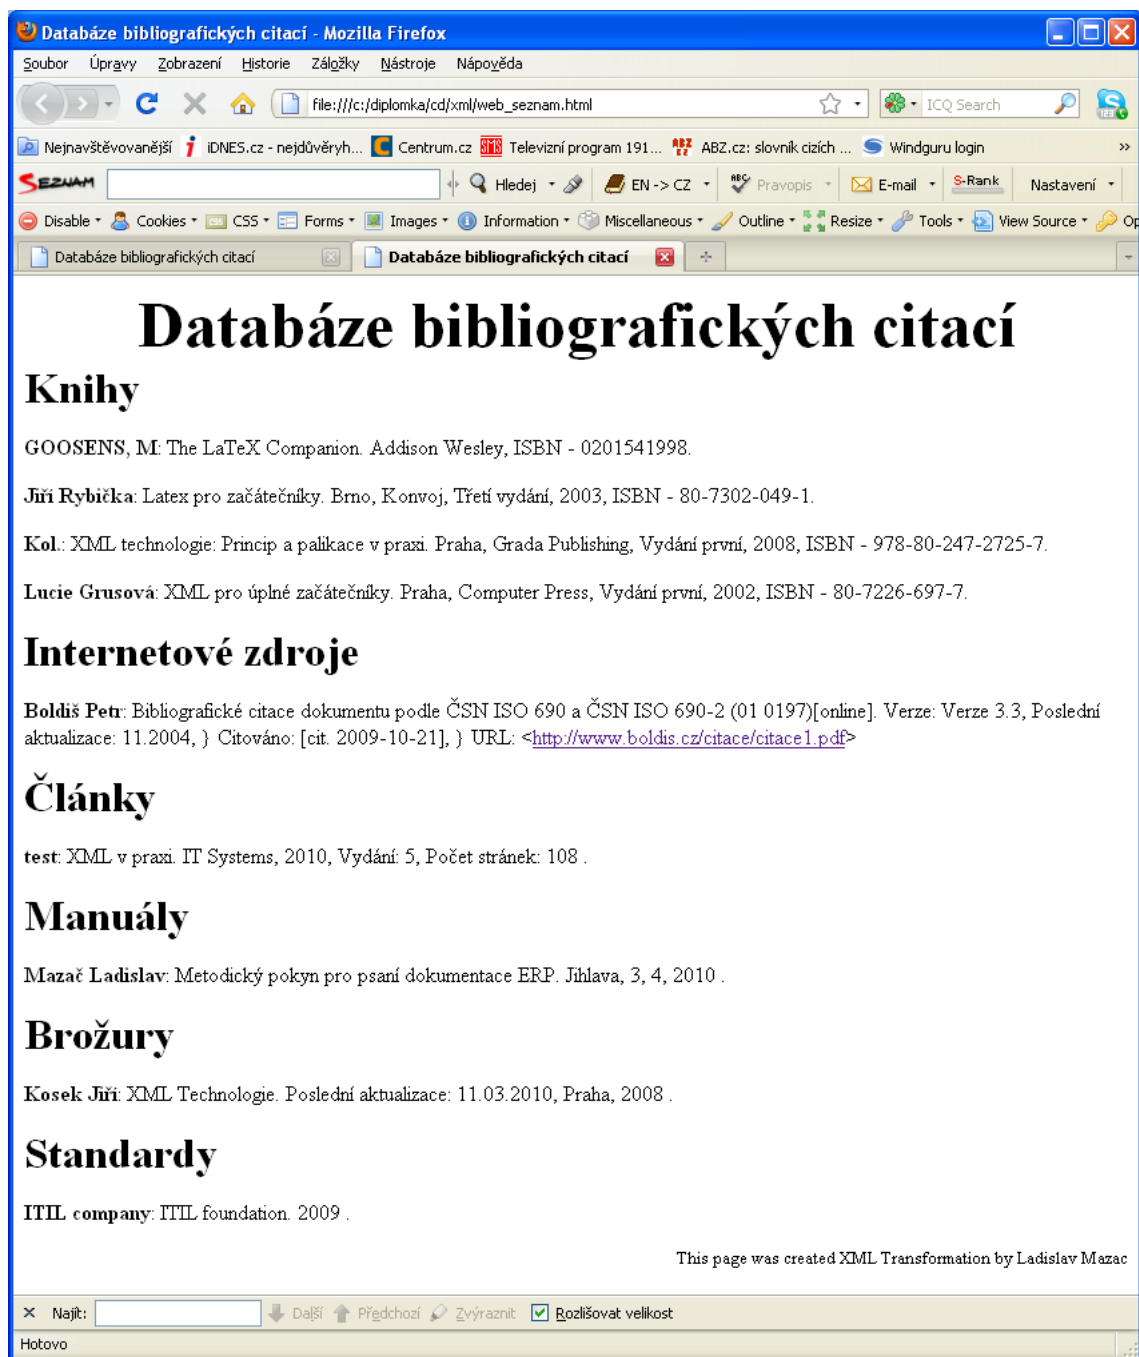 Databáze bibliografických citací - Mozilla Firefox
Soubor Úpravy Zobrazení Historie Záložky Nástroje Nápověda
file:///c:/diplomka/cd/xml/web_seznam.html ICQ Search
Nejnavštěvovanější iDNES.cz - nejdůvěryh... Centrum.cz SMS Televizní program 191... ABZ.cz: slovník cizích ... Windguru login »
SEZNAM Hledej EN -> CZ ABC Pravopis E-mail S-Rank Nastavení
Disable Cookies CSS Forms Images Information Miscellaneous Outline Resize Tools View Source Op
Databáze bibliografických citací Databáze bibliografických citací
Databáze bibliografických citací
Knihy
GOOSENS, M: The LaTeX Companion. Addison Wesley, ISBN - 0201541998.
Jiří Rybička: Latex pro začátečníky. Brno, Konvoj, Třetí vydání, 2003, ISBN - 80-7302-049-1.
Kol.: XML technologie: Princip a palikace v praxi. Praha, Grada Publishing, Vydání první, 2008, ISBN - 978-80-247-2725-7.
Lucie Grusová: XML pro úplné začátečníky. Praha, Computer Press, Vydání první, 2002, ISBN - 80-7226-697-7.
Internetové zdroje
Boldiš Petr: Bibliografické citace dokumentu podle ČSN ISO 690 a ČSN ISO 690-2 (01 0197)[online]. Verze: Verze 3.3, Poslední
aktualizace: 11.2004, } Citováno: [cit. 2009-10-21], } URL: <http://www.boldis.cz/citace/citace1.pdf>
Články
test: XML v praxi. IT Systems, 2010, Vydání: 5, Počet stránek: 108 .
Manuály
Mazač Ladislav: Metodický pokyn pro psaní dokumentace ERP. Jihlava, 3, 4, 2010 .
Brožury
Kosek Jiří: XML Technologie. Poslední aktualizace: 11.03.2010, Praha, 2008 .
Standardy
ITIL company: ITIL foundation. 2009 .
This page was created XML Transformation by Ladislav Mazac
× Najít: Další Předchozí Zvýraznit Rozlišovat velikost
Hotovo